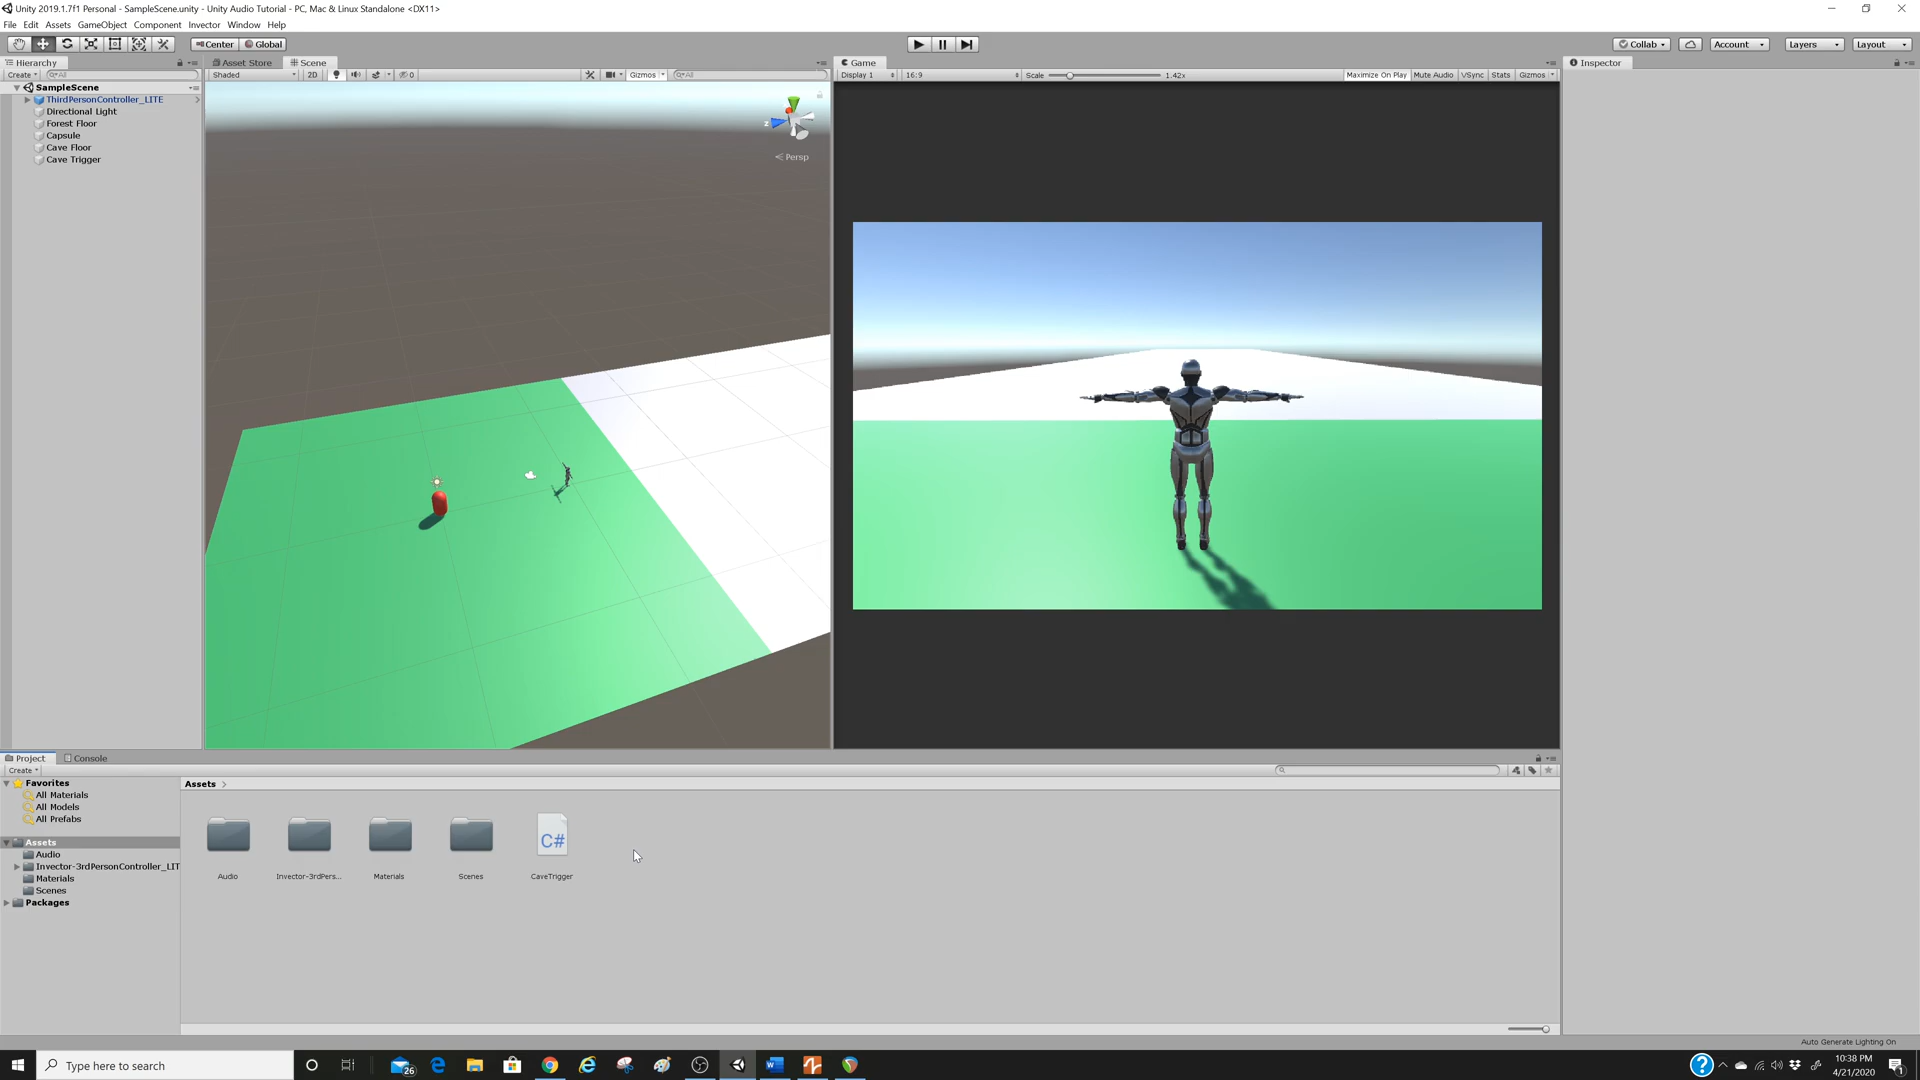 Unity 2019.1.7f1 Personal - SampleScene.unity - Unity Audio Tutorial - PC, Mac & Linux Standalone <DX11>
File Edit Assets GameObject Component Invector Window Help
Center Global
Collab Account Layers Layout
Hierarchy
Create All
SampleScene
ThirdPersonController_LITE
Directional Light
Forest Floor
Capsule
Cave Floor
Cave Trigger
Asset Store Scene
Shaded 2D 0 Gizmos All
z
Persp
Game
Display 1 16:9 Scale 1.42x Maximize On Play Mute Audio VSync Stats Gizmos
Inspector
Project Console
Create
Favorites
All Materials
All Models
All Prefabs
Assets
Audio
Invector-3rdPersonController_LIT
Materials
Scenes
Packages
Assets
C#
Audio Invector-3rdPers... Materials Scenes CaveTrigger
Auto Generate Lighting On
Type here to search
26
10:38 PM
4/21/2020
1